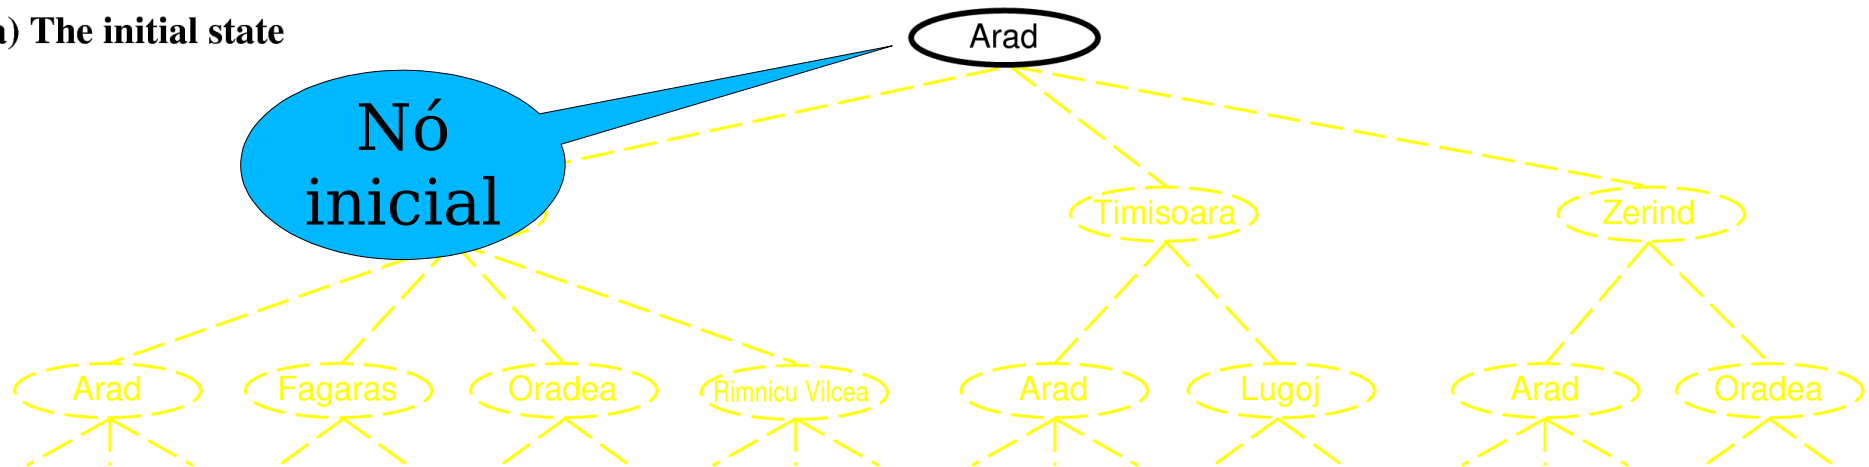 a) The initial state
Arad
Nó
inicial
Timisoara
Zerind
Arad
Fagaras
Oradea
Rimnicu Vilcea
Arad
Lugoj
Arad
Oradea